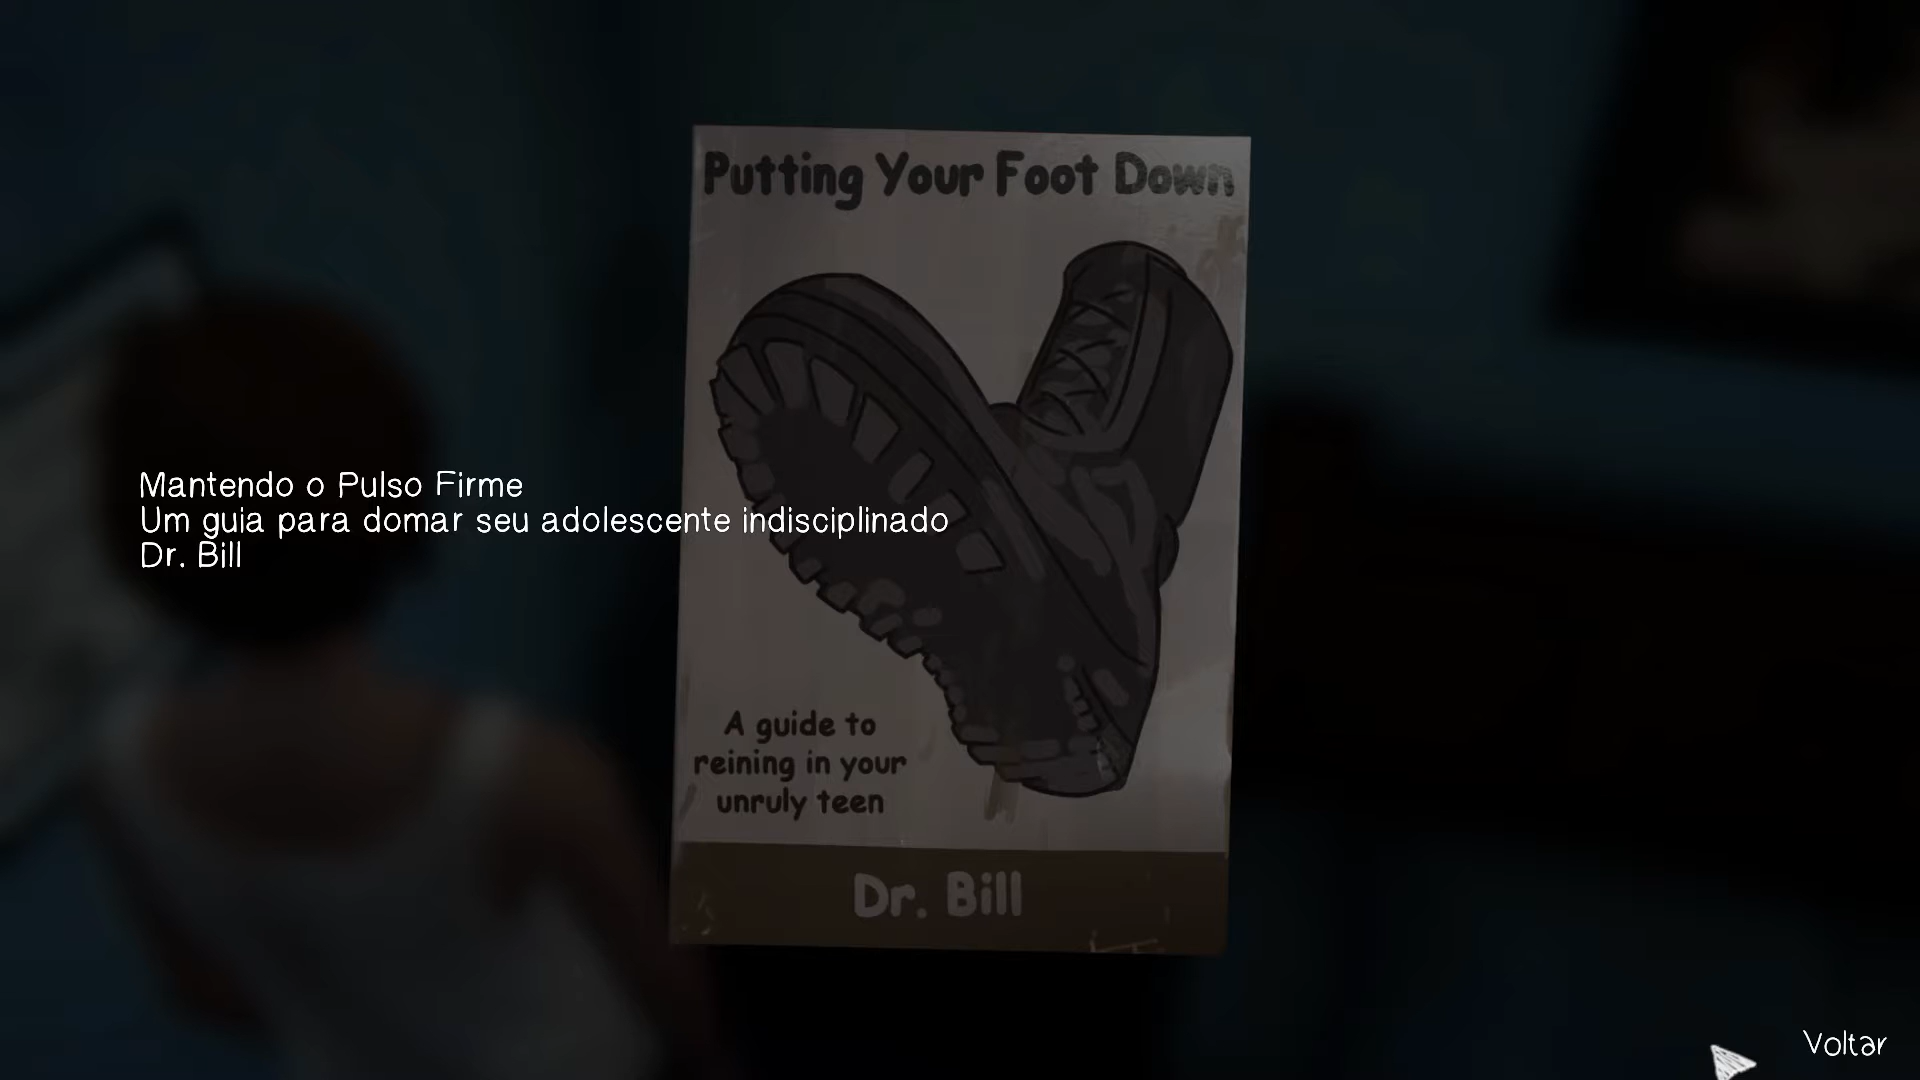 Putting Your Foot Down
Mantendo o Pulso Firme
Um guia para domar seu adolescente indisciplinado
Dr. Bill
A guide to
reining in your
unruly teen
Dr. Bill
Voltar